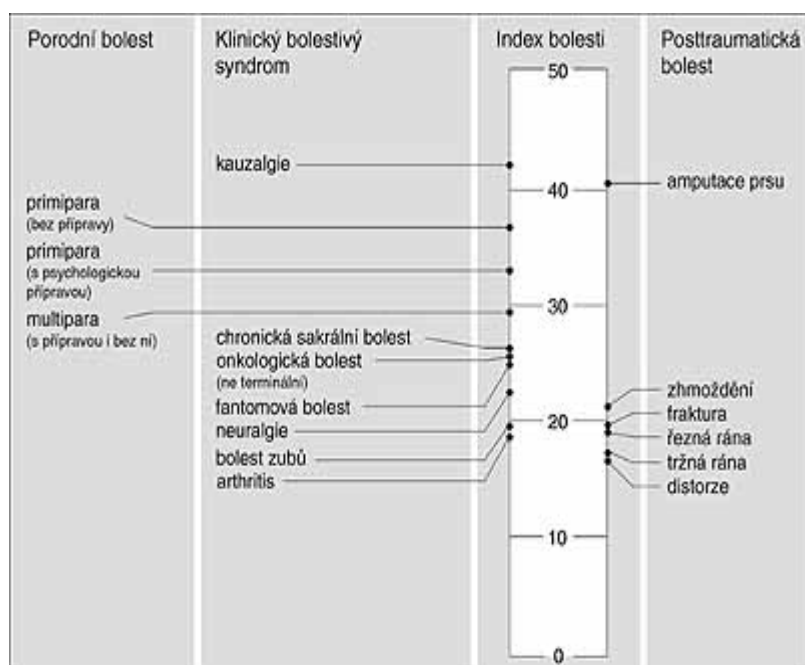 Porodní bolest
Klinický bolestivý
syndrom
Index bolesti
Posttraumatická
bolest
50
kauzalgie
amputace prsu
40
primipara
(bez přípravy)
primipara
(s psychologickou
přípravou)
30
multipara
(s přípravou i bez ní)
chronická sakrální bolest
onkologická bolest
(ne terminální)
fantomová bolest
neuralgie
bolest zubů
arthritis
zhmoždění
20
fraktura
řezná rána
tržná rána
distorze
10
0